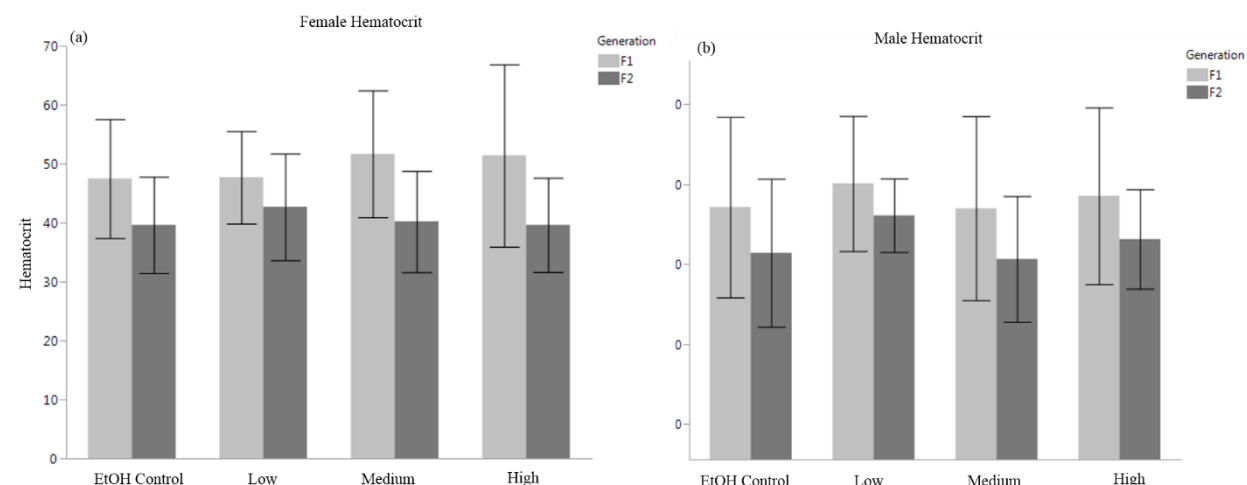 Female Hematocrit
(a)
Generation
F1
F2
70
60
50
40
30
20
10
0
Hematocrit
EtOH Control
Low
Medium
High
Male Hematocrit
(b)
Generation
F1
F2
0
0
0
0
0
EtOH Control
Low
Medium
High